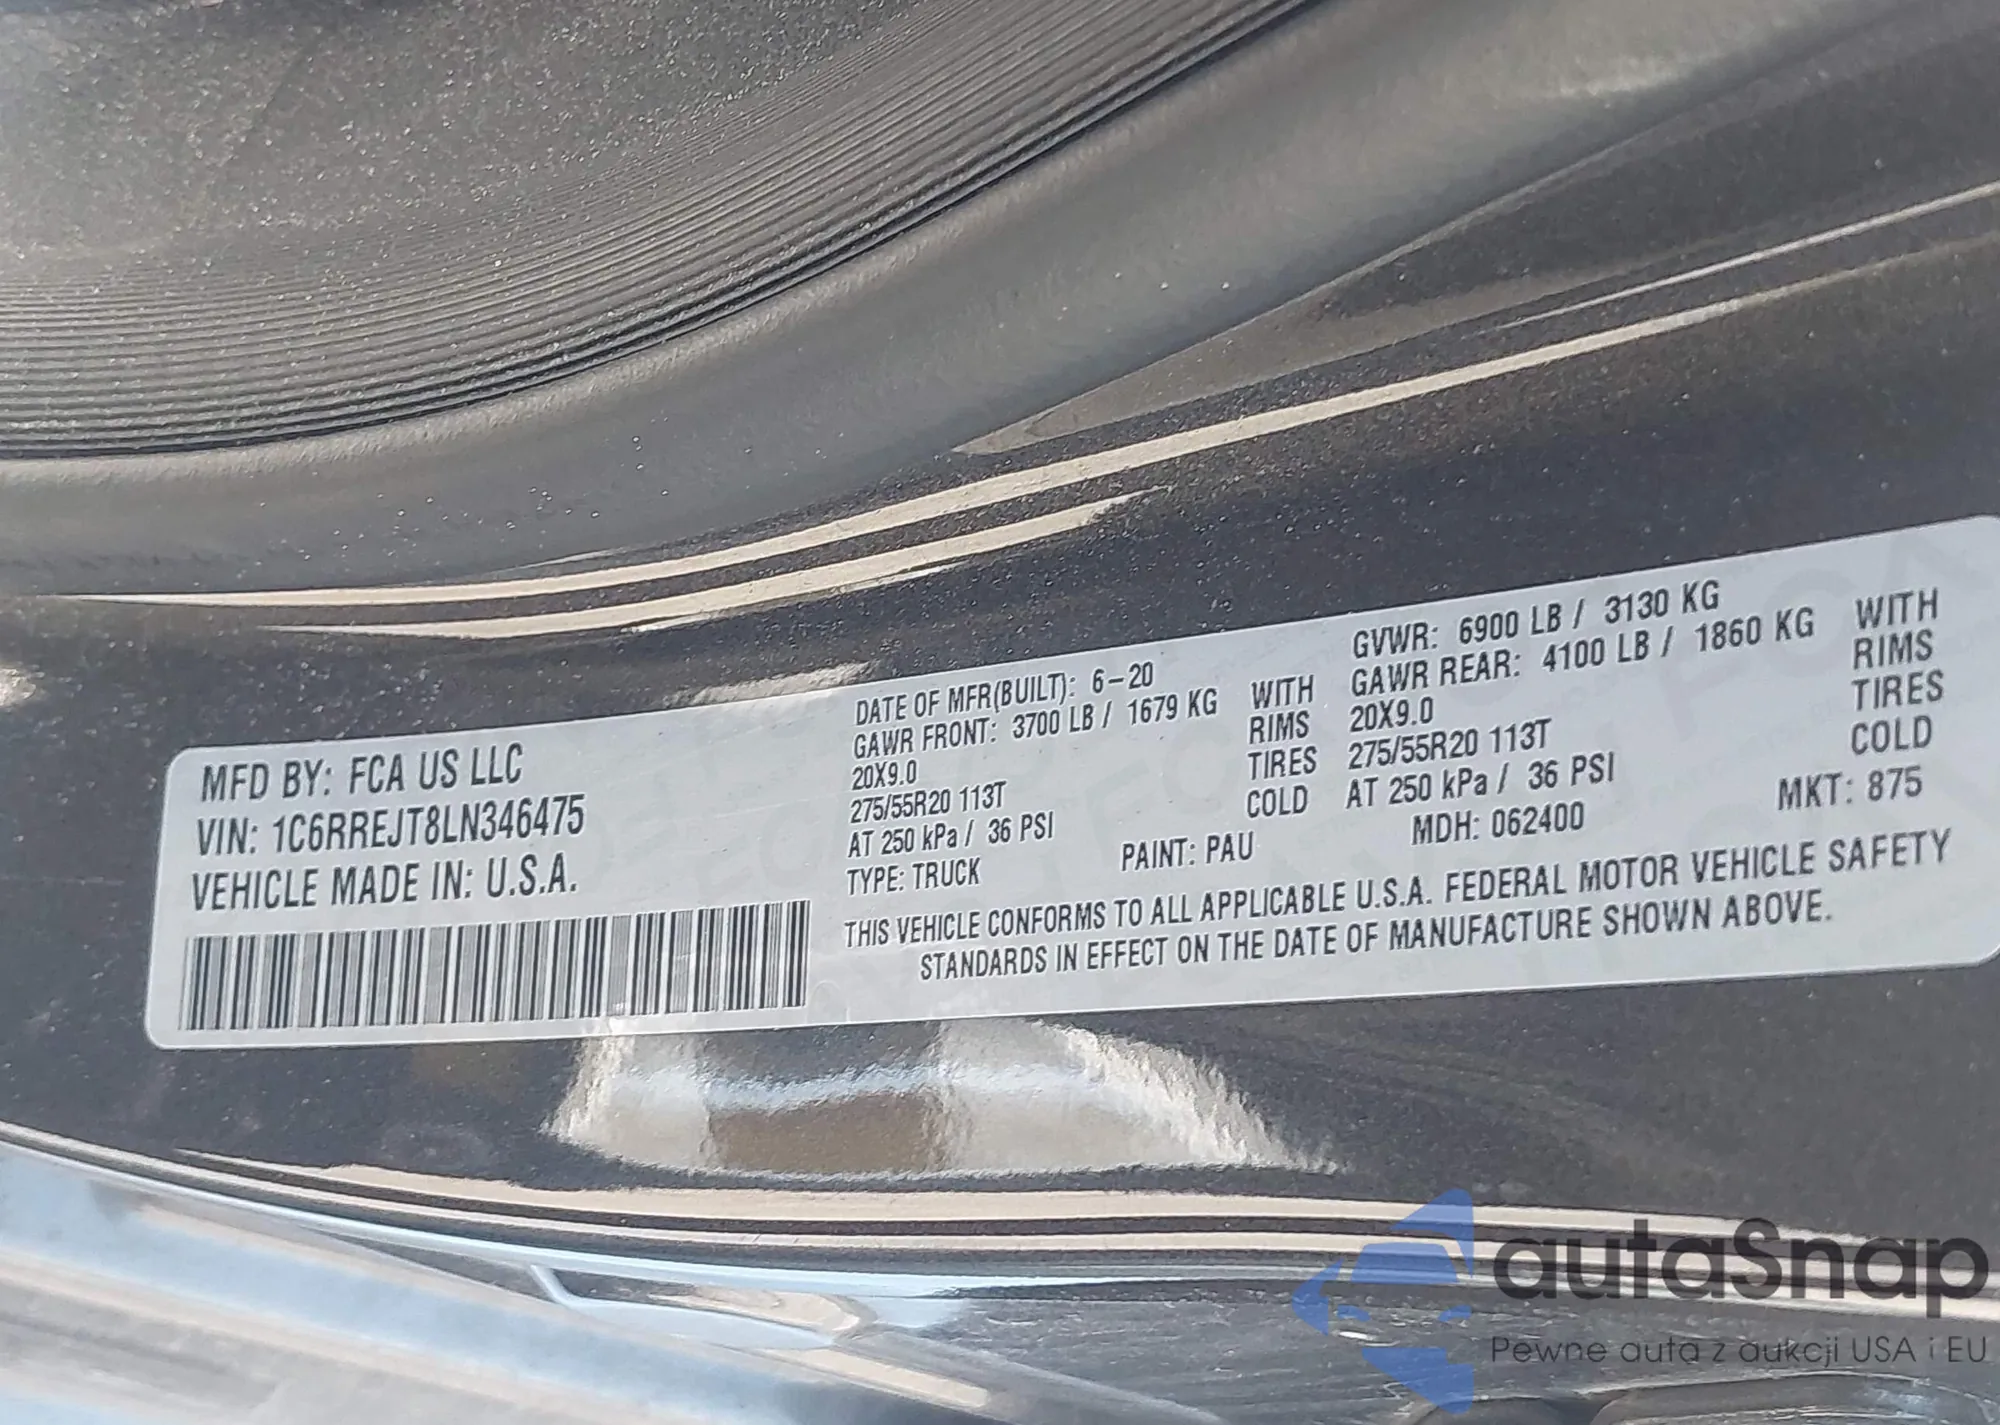 MFD BY: FCA US LLC
VIN: 1C6RREJT8LN346475
VEHICLE MADE IN: U.S.A.
DATE OF MFR(BUILT): 6-20
GAWR FRONT: 3700 LB / 1679 KG WITH
20X9.0 RIMS
275/55R20 113T TIRES
AT 250 kPa / 36 PSI COLD
TYPE: TRUCK
PAINT: PAU
GVWR: 6900 LB / 3130 KG
GAWR REAR: 4100 LB / 1860 KG WITH
20X9.0 RIMS
275/55R20 113T TIRES
AT 250 kPa / 36 PSI COLD
MDH: 062400 MKT: 875
THIS VEHICLE CONFORMS TO ALL APPLICABLE U.S.A. FEDERAL MOTOR VEHICLE SAFETY
STANDARDS IN EFFECT ON THE DATE OF MANUFACTURE SHOWN ABOVE.
autaSnap
Pewne auta z aukcji USA i EU